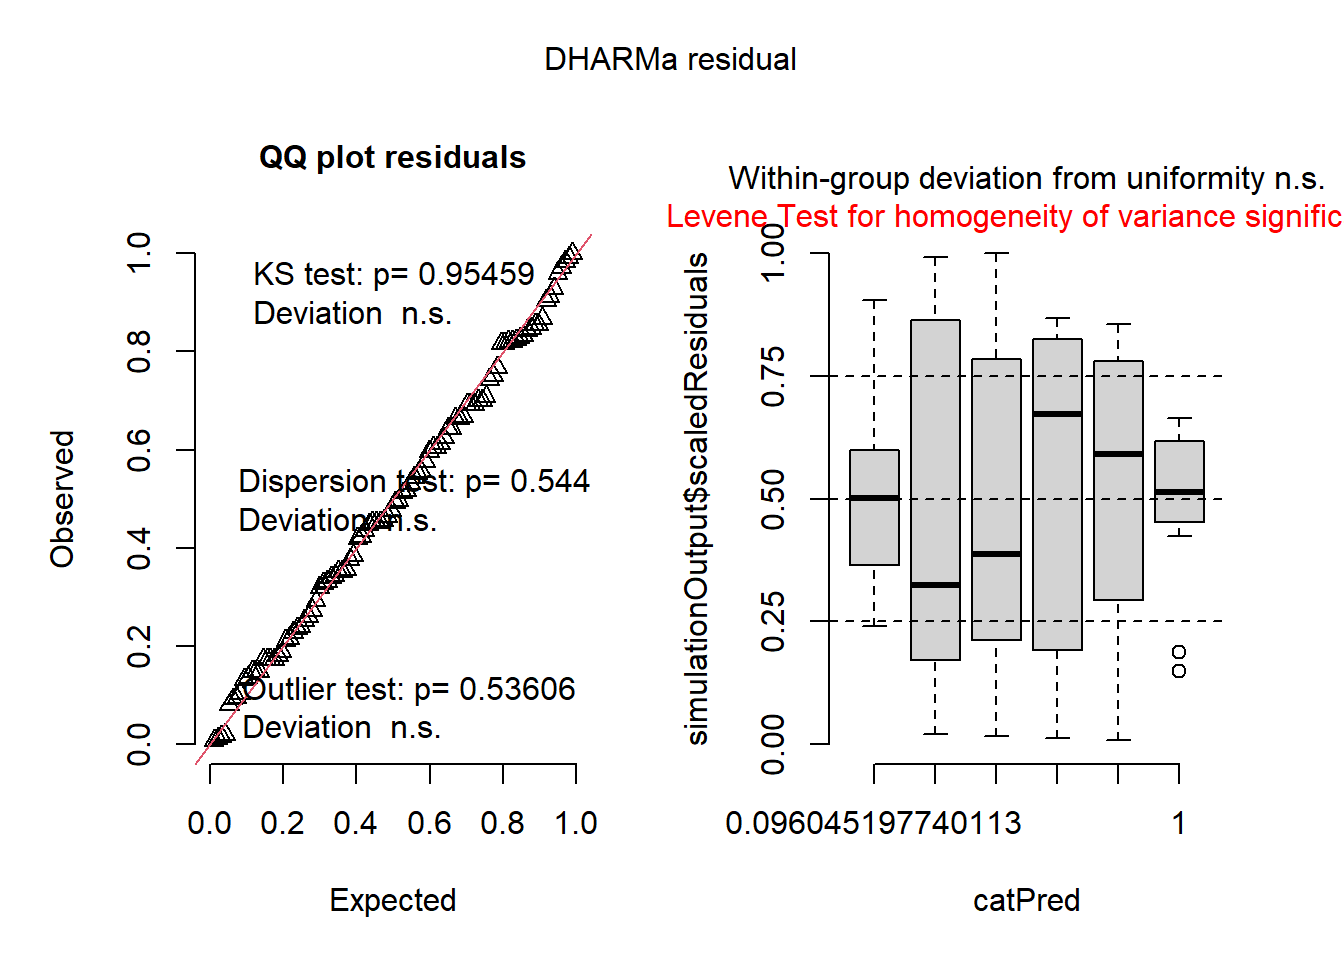 DHARMa residual
QQ plot residuals
KS test: p= 0.95459
Deviation  n.s.
Dispersion test: p= 0.544
Deviation  n.s.
Outlier test: p= 0.53606
Deviation  n.s.
Observed
0.0 0.2 0.4 0.6 0.8 1.0
0.0 0.2 0.4 0.6 0.8 1.0
Expected
Within-group deviation from uniformity n.s.
Levene Test for homogeneity of variance signific
simulationOutput$scaledResiduals
0.00 0.25 0.50 0.75 1.00
0.096045197740113 1
catPred